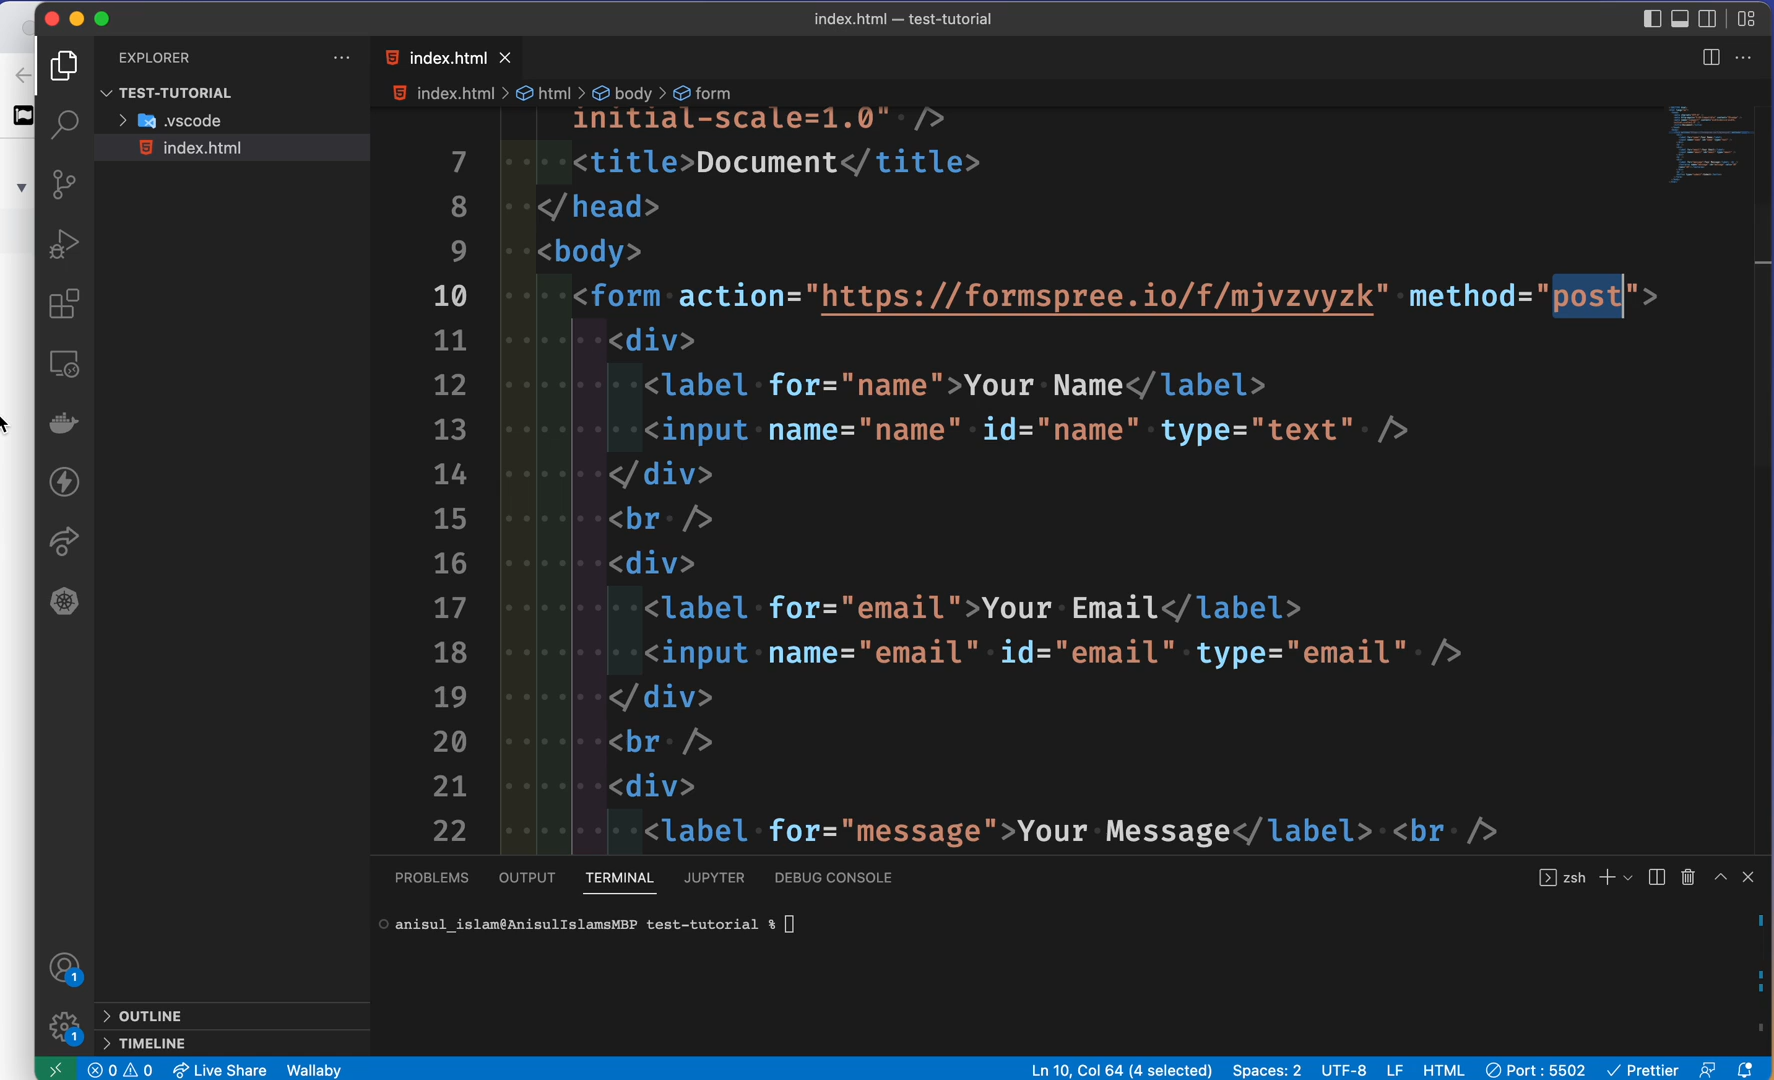 index.html — test-tutorial
EXPLORER
index.html
TEST-TUTORIAL
index.html > html > body > form
.vscode
index.html
initial-scale=1.0" />
7 <title>Document</title>
8 </head>
9 <body>
10 <form action="https://formspree.io/f/mjvzvyzk" method="post">
11 <div>
12 <label for="name">Your Name</label>
13 <input name="name" id="name" type="text" />
14 </div>
15 <br />
16 <div>
17 <label for="email">Your Email</label>
18 <input name="email" id="email" type="email" />
19 </div>
20 <br />
21 <div>
22 <label for="message">Your Message</label> <br />
PROBLEMS OUTPUT TERMINAL JUPYTER DEBUG CONSOLE zsh
anisul_islam@AnisulIslamsMBP test-tutorial %
1
OUTLINE
1
TIMELINE
0 0 Live Share Wallaby Ln 10, Col 64 (4 selected) Spaces: 2 UTF-8 LF HTML Port : 5502 Prettier